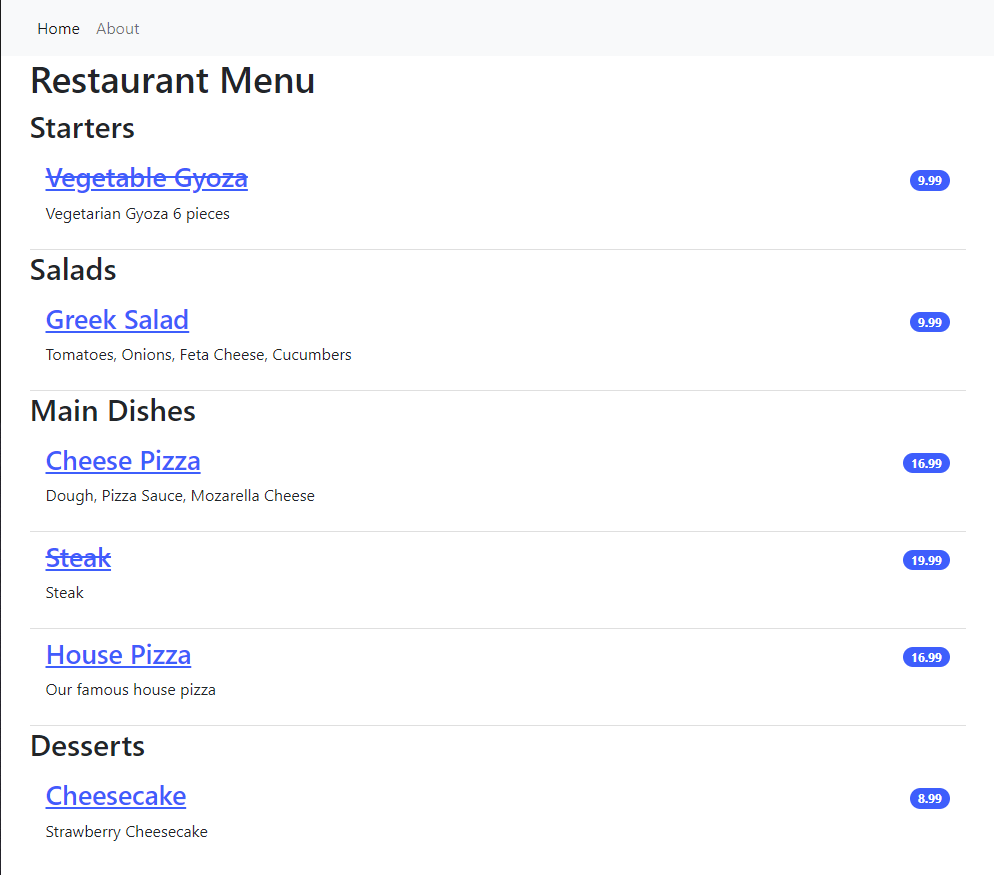 Home About
Restaurant Menu
Starters
Vegetable Gyoza 9.99
Vegetarian Gyoza 6 pieces
Salads
Greek Salad 9.99
Tomatoes, Onions, Feta Cheese, Cucumbers
Main Dishes
Cheese Pizza 16.99
Dough, Pizza Sauce, Mozarella Cheese
Steak 19.99
Steak
House Pizza 16.99
Our famous house pizza
Desserts
Cheesecake 8.99
Strawberry Cheesecake